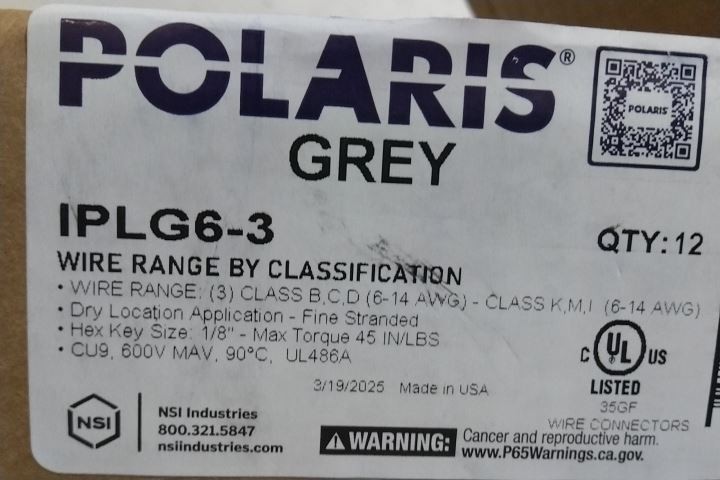 POLARIS®
POLARIS
GREY
IPLG6-3
QTY: 12
WIRE RANGE BY CLASSIFICATION
• WIRE RANGE: (3) CLASS B,C,D (6-14 AWG) - CLASS K,M,I (6-14 AWG)
• Dry Location Application - Fine Stranded
• Hex Key Size: 1/8" - Max Torque 45 IN/LBS
• CU9, 600V MAV, 90°C, UL486A
C UL US
LISTED
35GF
WIRE CONNECTORS
3/19/2025 Made in USA
NSI
NSI Industries
800.321.5847
nsiindustries.com
WARNING: Cancer and reproductive harm.
www.P65Warnings.ca.gov.